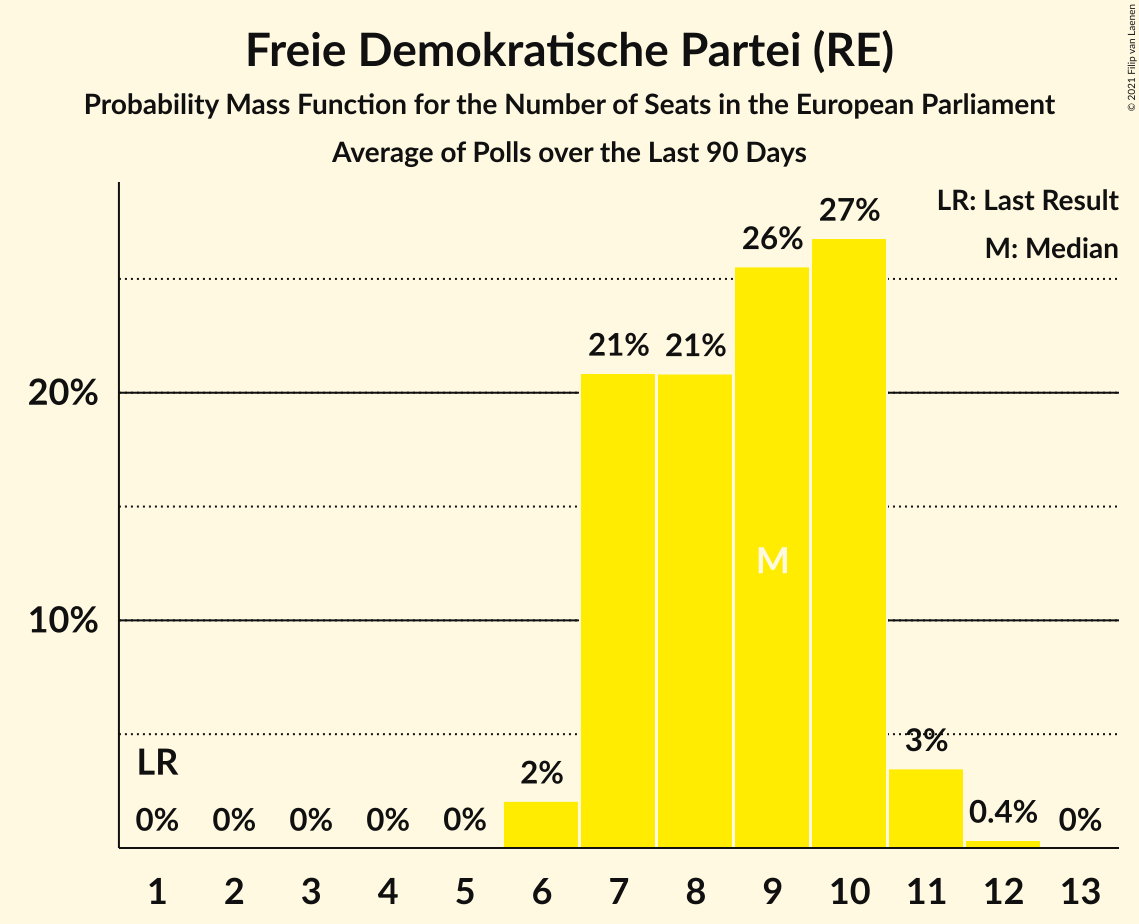 Freie Demokratische Partei (RE)
Probability Mass Function for the Number of Seats in the European Parliament
Average of Polls over the Last 90 Days
© 2021 Filip van Laenen
LR: Last Result
M: Median
27%
26%
21% 21%
20%
M
10%
LR
3%
2%
0% 0% 0% 0% 0% 0.4% 0%
1 2 3 4 5 6 7 8 9 10 11 12 13